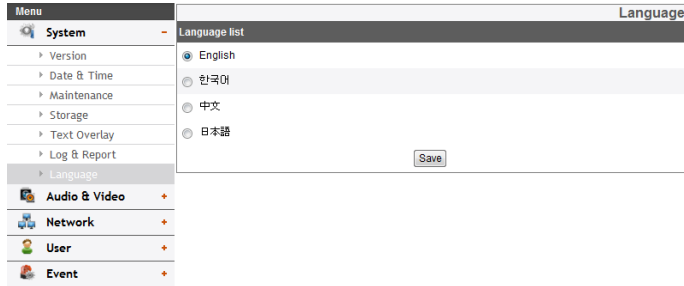 Menu
System
Version
Date & Time
Maintenance
Storage
Text Overlay
Log & Report
Language
Audio & Video
Network
User
Event
Language
Language list
English
한국어
中文
日本語
Save